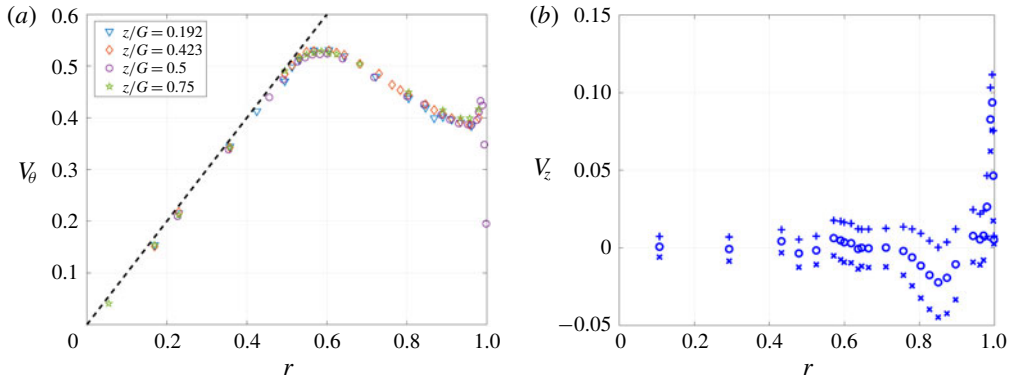 (a)
0.6
0.5
0.4
0.3
0.2
0.1
V_θ
z/G = 0.192
z/G = 0.423
z/G = 0.5
z/G = 0.75
0 0.2 0.4 0.6 0.8 1.0
r
(b)
0.15
0.10
0.05
0
−0.05
V_z
0 0.2 0.4 0.6 0.8 1.0
r